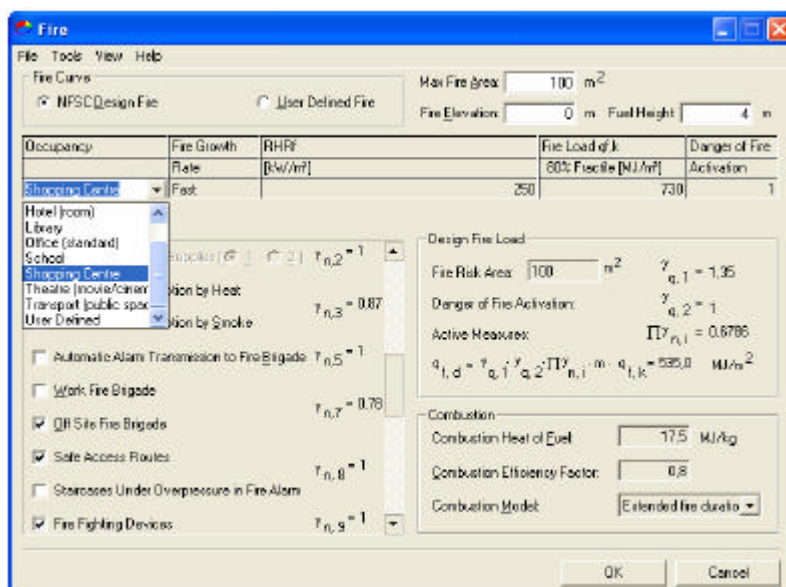 Fire
File Tools View Help
Fire Curve
NFSC Design Fire
User Defined Fire
Max Fire Area: 100 m²
Fire Elevation: 0 m Fuel Height: 4 m
Occupancy Fire Growth RHRf Fire Load qf,k Danger of Fire
Rate [kW/m²] 80% Fractile [MJ/m²] Activation
Shopping Centre Fast 250 730 1
Hotel (room)
Library
Office (standard)
School
Shopping Centre
Theatre (movie/cinem
Transport (public spac
User Defined
γn,2 = 1
tion by Heat
γn,3 = 0.87
tion by Smoke
Automatic Alarm Transmission to Fire Brigade γn,5 = 1
Work Fire Brigade
γn,7 = 0.78
Off Site Fire Brigade
Safe Access Routes
γn,8 = 1
Staircases Under Overpressure in Fire Alarm
Fire Fighting Devices γn,9 = 1
Design Fire Load
Fire Risk Area: 100 m² γq,1 = 1,35
Danger of Fire Activation: γq,2 = 1
Active Measures: Πγn,i = 0.6786
qf,d = γq,1·γq,2·Πγn,i·m·qf,k = 535,0 MJ/m²
Combustion
Combustion Heat of Fuel: 17,5 MJ/kg
Combustion Efficiency Factor: 0,8
Combustion Model: Extended fire duratio
OK Cancel